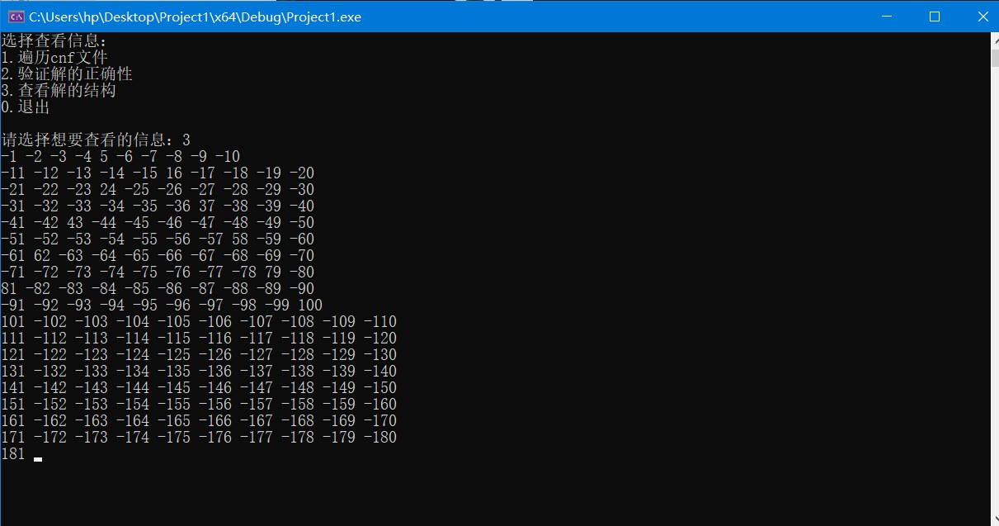 C:\Users\hp\Desktop\Project1\x64\Debug\Project1.exe
选择查看信息：
1.遍历cnf文件
2.验证解的正确性
3.查看解的结构
0.退出
请选择想要查看的信息：3
-1 -2 -3 -4 5 -6 -7 -8 -9 -10
-11 -12 -13 -14 -15 16 -17 -18 -19 -20
-21 -22 -23 24 -25 -26 -27 -28 -29 -30
-31 -32 -33 -34 -35 -36 37 -38 -39 -40
-41 -42 43 -44 -45 -46 -47 -48 -49 -50
-51 -52 -53 -54 -55 -56 -57 58 -59 -60
-61 62 -63 -64 -65 -66 -67 -68 -69 -70
-71 -72 -73 -74 -75 -76 -77 -78 79 -80
81 -82 -83 -84 -85 -86 -87 -88 -89 -90
-91 -92 -93 -94 -95 -96 -97 -98 -99 100
101 -102 -103 -104 -105 -106 -107 -108 -109 -110
111 -112 -113 -114 -115 -116 -117 -118 -119 -120
121 -122 -123 -124 -125 -126 -127 -128 -129 -130
131 -132 -133 -134 -135 -136 -137 -138 -139 -140
141 -142 -143 -144 -145 -146 -147 -148 -149 -150
151 -152 -153 -154 -155 -156 -157 -158 -159 -160
161 -162 -163 -164 -165 -166 -167 -168 -169 -170
171 -172 -173 -174 -175 -176 -177 -178 -179 -180
181